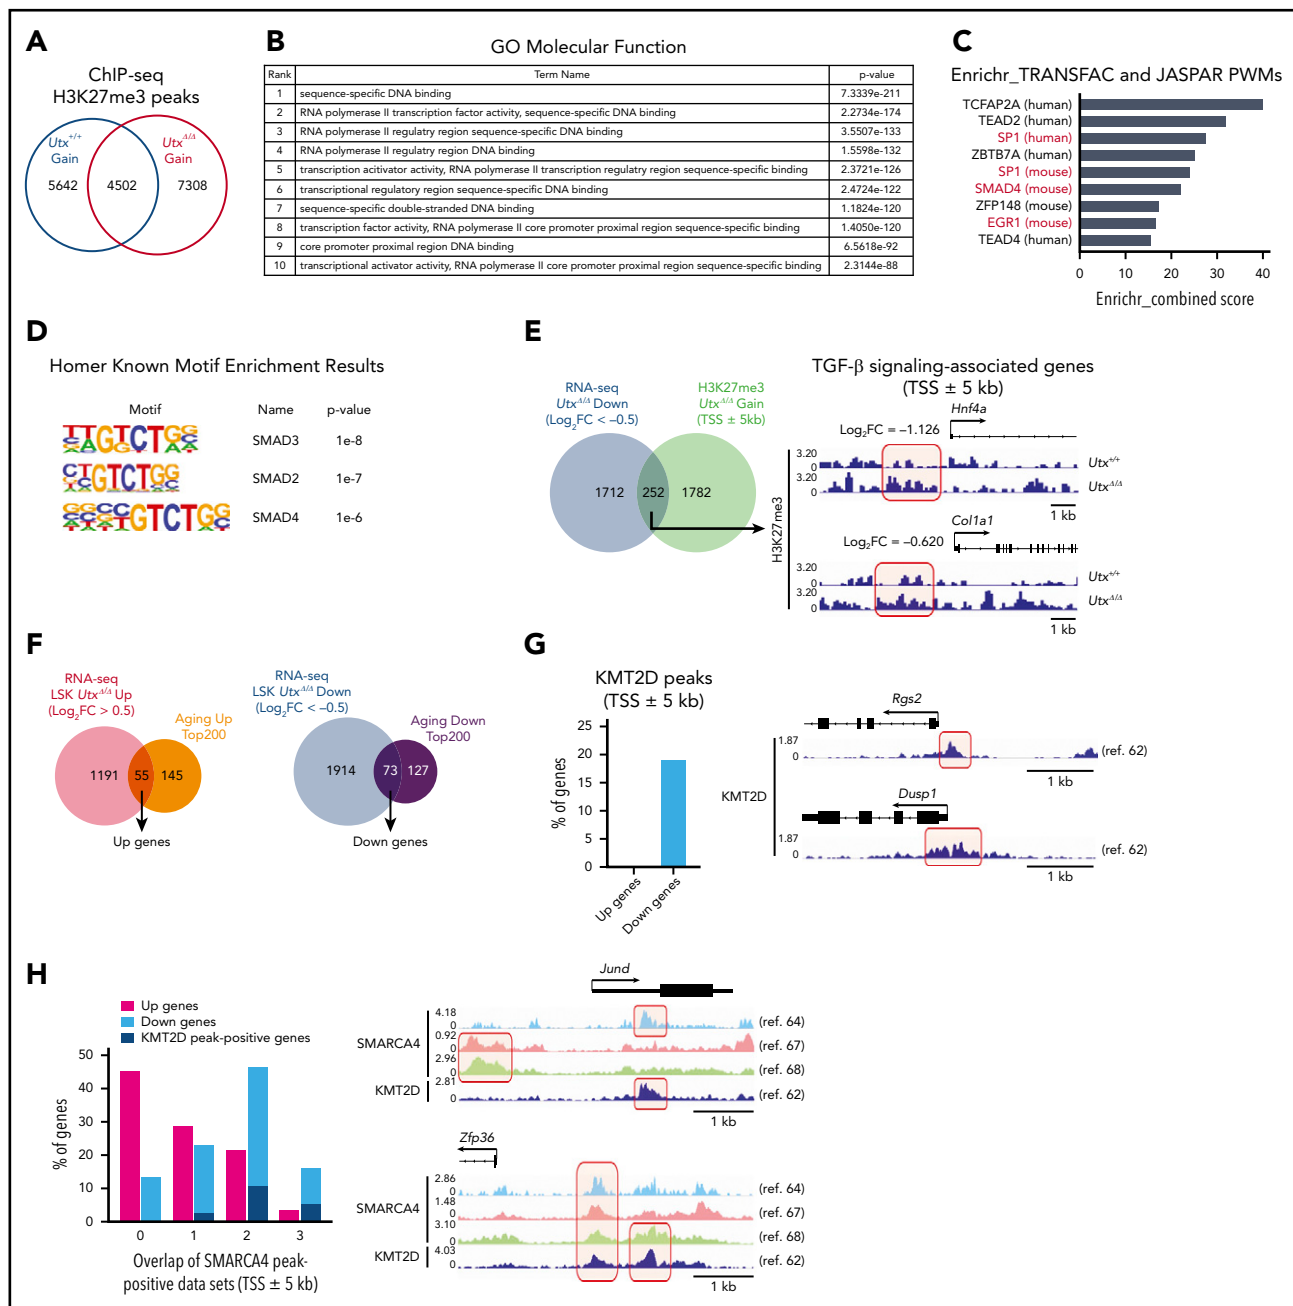 A
ChIP-seq
H3K27me3 peaks
Utx+/+
Gain
UtxΔ/Δ
Gain
5642
4502
7308
B
GO Molecular Function
Rank Term Name p-value
1 sequence-specific DNA binding 7.3339e-211
2 RNA polymerase II transcription factor activity, sequence-specific DNA binding 2.2734e-174
3 RNA polymerase II regulatry region sequence-specific DNA binding 3.5507e-133
4 RNA polymerase II regulatry region DNA binding 1.5598e-132
5 transcription acitivator activity, RNA polymerase II transcription regulatry region sequence-specific binding 2.3721e-126
6 transcriptional regulatory region sequence-specific DNA binding 2.4724e-122
7 sequence-specific double-stranded DNA binding 1.1824e-120
8 transcription factor activity, RNA polymerase II core promoter proximal region sequence-specific binding 1.4050e-120
9 core promoter proximal region DNA binding 6.5618e-92
10 transcriptional activator activity, RNA polymerase II core promoter proximal region sequence-specific binding 2.3144e-88
C
Enrichr_TRANSFAC and JASPAR PWMs
TCFAP2A (human)
TEAD2 (human)
SP1 (human)
ZBTB7A (human)
SP1 (mouse)
SMAD4 (mouse)
ZFP148 (mouse)
EGR1 (mouse)
TEAD4 (human)
0 10 20 30 40
Enrichr_combined score
D
Homer Known Motif Enrichment Results
Motif Name p-value
SMAD3 1e-8
SMAD2 1e-7
SMAD4 1e-6
E
RNA-seq
UtxΔ/Δ Down
(Log2FC < –0.5)
H3K27me3
UtxΔ/Δ Gain
(TSS ± 5kb)
1712
252
1782
TGF-β signaling-associated genes
(TSS ± 5 kb)
H3K27me3
Hnf4a
Log2FC = –1.126
3.20
0
Utx+/+
3.20
0
UtxΔ/Δ
1 kb
Col1a1
Log2FC = –0.620
3.20
0
Utx+/+
3.20
0
UtxΔ/Δ
1 kb
F
RNA-seq
LSK UtxΔ/Δ Up
(Log2FC > 0.5)
Aging Up
Top200
1191
55
145
Up genes
RNA-seq
LSK UtxΔ/Δ Down
(Log2FC < –0.5)
Aging Down
Top200
1914
73
127
Down genes
G
KMT2D peaks
(TSS ± 5 kb)
% of genes
25
20
15
10
5
0
Up genes
Down genes
KMT2D
Rgs2
1.87
0
(ref. 62)
1 kb
Dusp1
1.87
0
(ref. 62)
1 kb
H
Up genes
Down genes
KMT2D peak-positive genes
% of genes
50
40
30
20
10
0
0 1 2 3
Overlap of SMARCA4 peak-
positive data sets (TSS ± 5 kb)
Jund
SMARCA4
4.18
0
(ref. 64)
0.92
0
(ref. 67)
2.96
0
(ref. 68)
KMT2D
2.81
0
(ref. 62)
1 kb
Zfp36
SMARCA4
2.86
0
(ref. 64)
1.48
0
(ref. 67)
3.10
0
(ref. 68)
KMT2D
4.03
0
(ref. 62)
1 kb